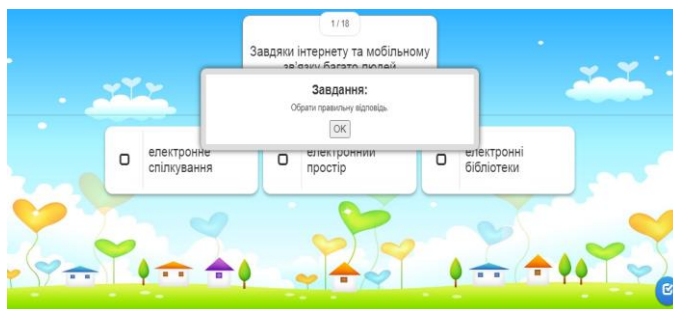 1 / 18
Завдяки інтернету та мобільному
зв'язку багато людей
Завдання:
Обрати правильну відповідь.
OK
електронне
спілкування
електронний
простір
електронні
бібліотеки